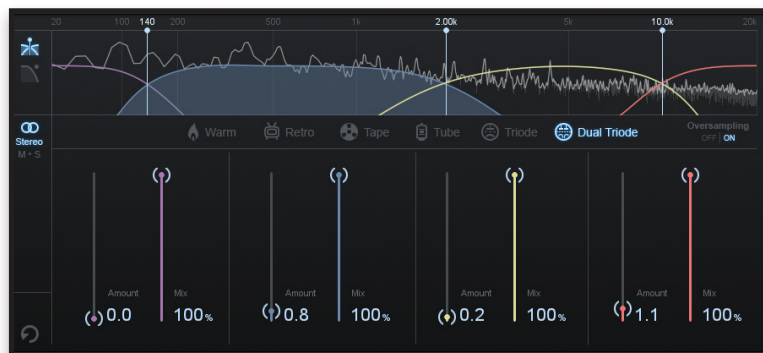 20 100 140 200 500 1k 2.00k 5k 10.0k 20k
Stereo
M • S
Warm Retro Tape Tube Triode Dual Triode
Oversampling
OFF | ON
Amount Mix Amount Mix Amount Mix Amount Mix
0.0 100% 0.8 100% 0.2 100% 1.1 100%